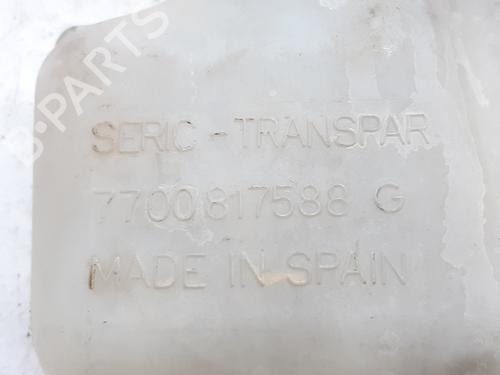 B-PARTS
SERIC - TRANSPAR
7700817588 G
MADE IN SPAIN